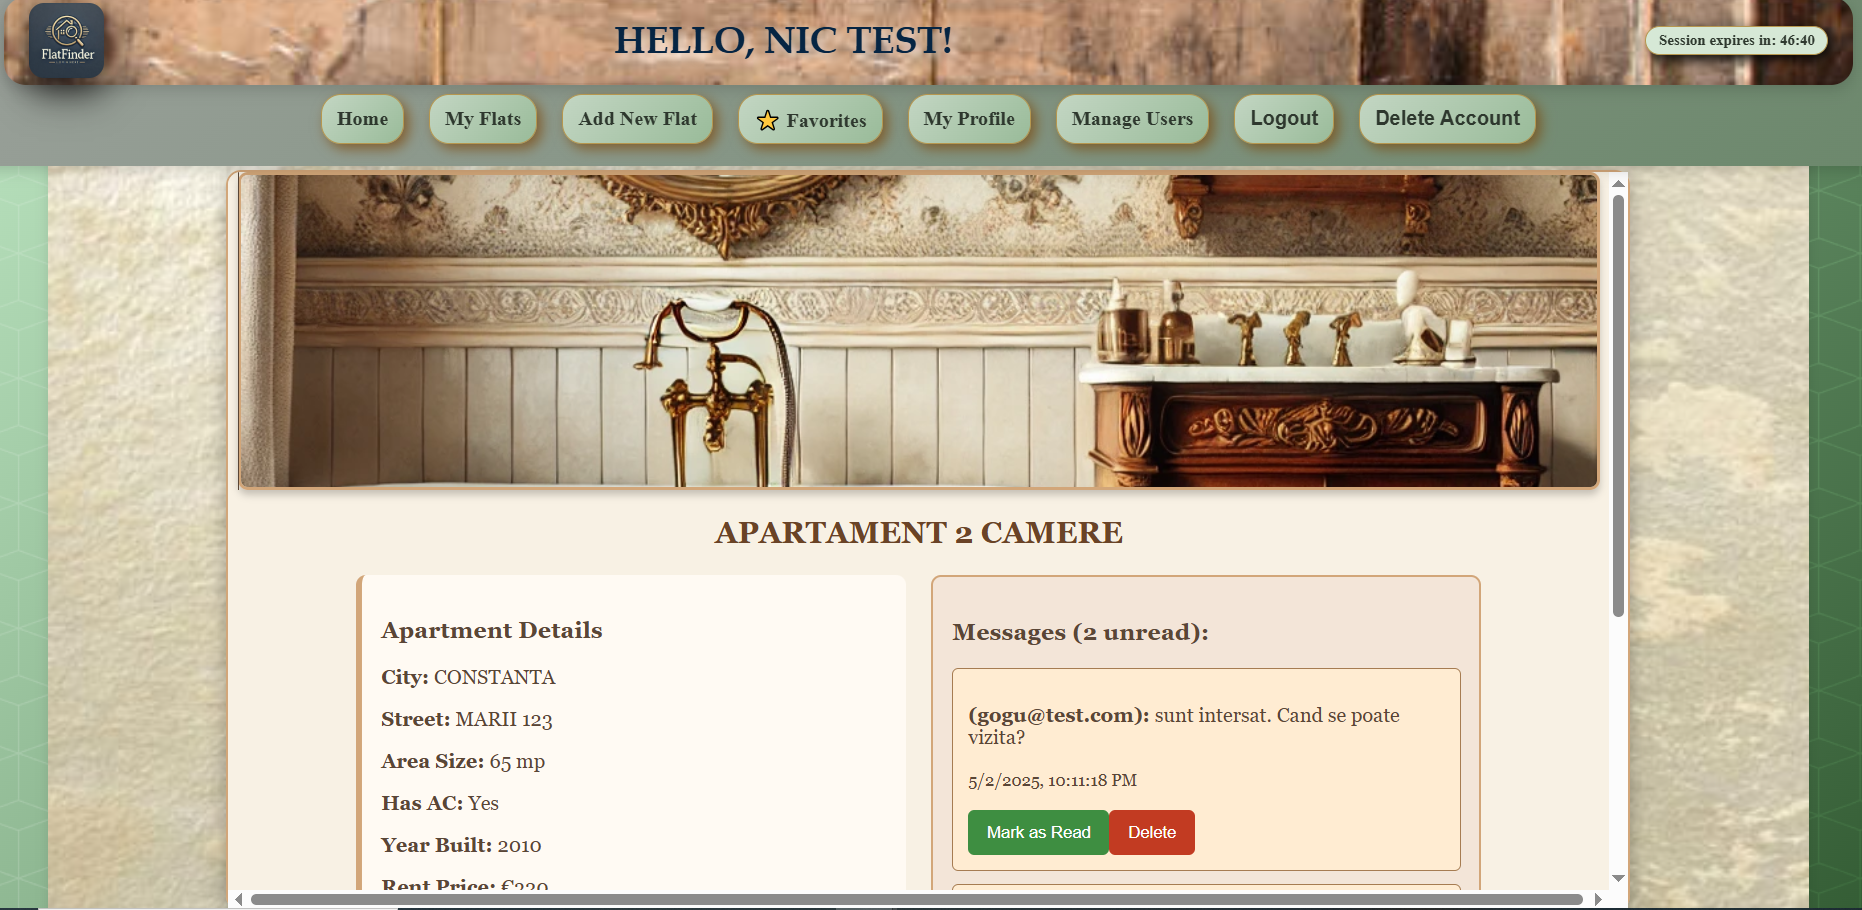 FlatFinder
HELLO, NIC TEST!
Session expires in: 46:40
Home
My Flats
Add New Flat
Favorites
My Profile
Manage Users
Logout
Delete Account
APARTAMENT 2 CAMERE
Apartment Details
City: CONSTANTA
Street: MARII 123
Area Size: 65 mp
Has AC: Yes
Year Built: 2010
Rent Price: €230
Messages (2 unread):
(gogu@test.com): sunt intersat. Cand se poate
vizita?
5/2/2025, 10:11:18 PM
Mark as Read
Delete